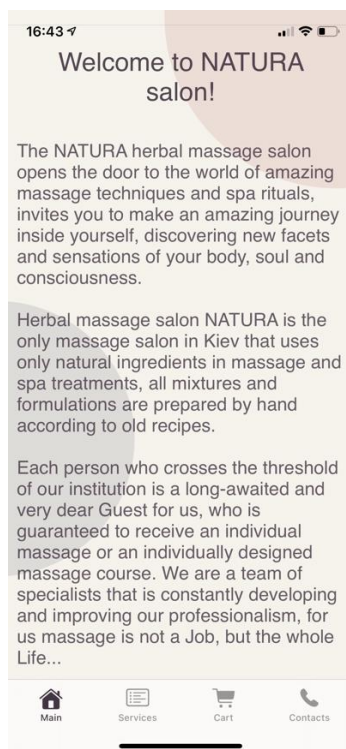 16:43
Welcome to NATURA
salon!
The NATURA herbal massage salon
opens the door to the world of amazing
massage techniques and spa rituals,
invites you to make an amazing journey
inside yourself, discovering new facets
and sensations of your body, soul and
consciousness.
Herbal massage salon NATURA is the
only massage salon in Kiev that uses
only natural ingredients in massage and
spa treatments, all mixtures and
formulations are prepared by hand
according to old recipes.
Each person who crosses the threshold
of our institution is a long-awaited and
very dear Guest for us, who is
guaranteed to receive an individual
massage or an individually designed
massage course. We are a team of
specialists that is constantly developing
and improving our professionalism, for
us massage is not a Job, but the whole
Life...
Main Services Cart Contacts